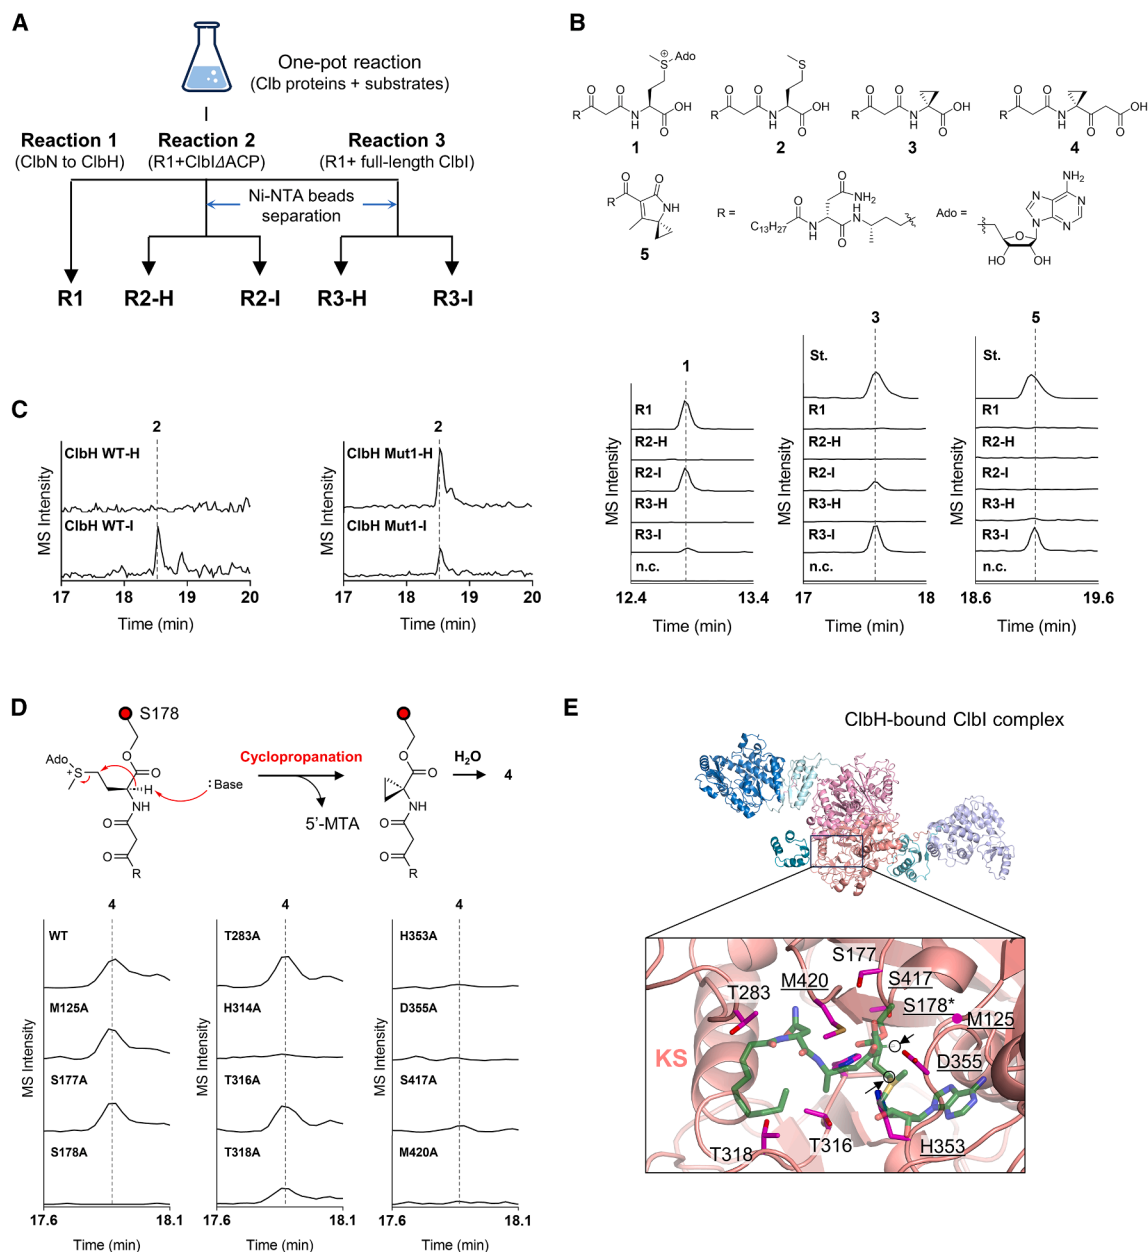 A
One-pot reaction
(Clb proteins + substrates)
Reaction 1
(ClbN to ClbH)
Reaction 2
(R1+ClbIΔACP)
Reaction 3
(R1+ full-length ClbI)
Ni-NTA beads
separation
R1
R2-H
R2-I
R3-H
R3-I
B
Ado
S
⊕
O
O
R
N
H
OH
O
1
S
O
O
R
N
H
OH
O
2
O
O
R
N
H
OH
O
3
O
O
O
R
N
H
O
OH
4
O
O
R
NH
5
R =
O
NH2
O
H
N
C13H27
N
H
O
Ado =
NH2
N
N
N
N
O
HO
OH
1
3
5
MS Intensity
R1
R2-H
R2-I
R3-H
R3-I
n.c.
12.4
13.4
Time (min)
MS Intensity
St.
R1
R2-H
R2-I
R3-H
R3-I
n.c.
17
18
Time (min)
MS Intensity
St.
R1
R2-H
R2-I
R3-H
R3-I
n.c.
18.6
19.6
Time (min)
C
2
ClbH WT-H
ClbH WT-I
MS Intensity
17
18
19
20
Time (min)
2
ClbH Mut1-H
ClbH Mut1-I
MS Intensity
17
18
19
20
Time (min)
D
S178
Ado
S
+
O
O
H
:Base
NH
O
O
R
Cyclopropanation
5'-MTA
O
O
NH
O
O
R
H2O
4
4
WT
M125A
S177A
S178A
MS Intensity
17.6
18.1
Time (min)
4
T283A
H314A
T316A
T318A
MS Intensity
17.6
18.1
Time (min)
4
H353A
D355A
S417A
M420A
MS Intensity
17.6
18.1
Time (min)
E
ClbH-bound ClbI complex
S177
M420
S417
T283
S178*
M125
KS
D355
T318
T316
H353